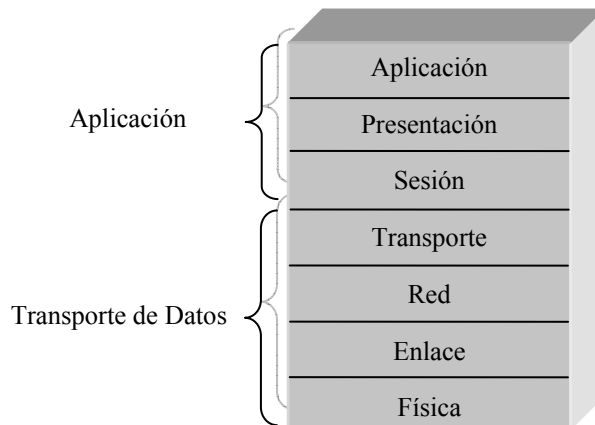 Aplicación
Presentación
Sesión
Transporte
Red
Enlace
Física
Aplicación
Transporte de Datos